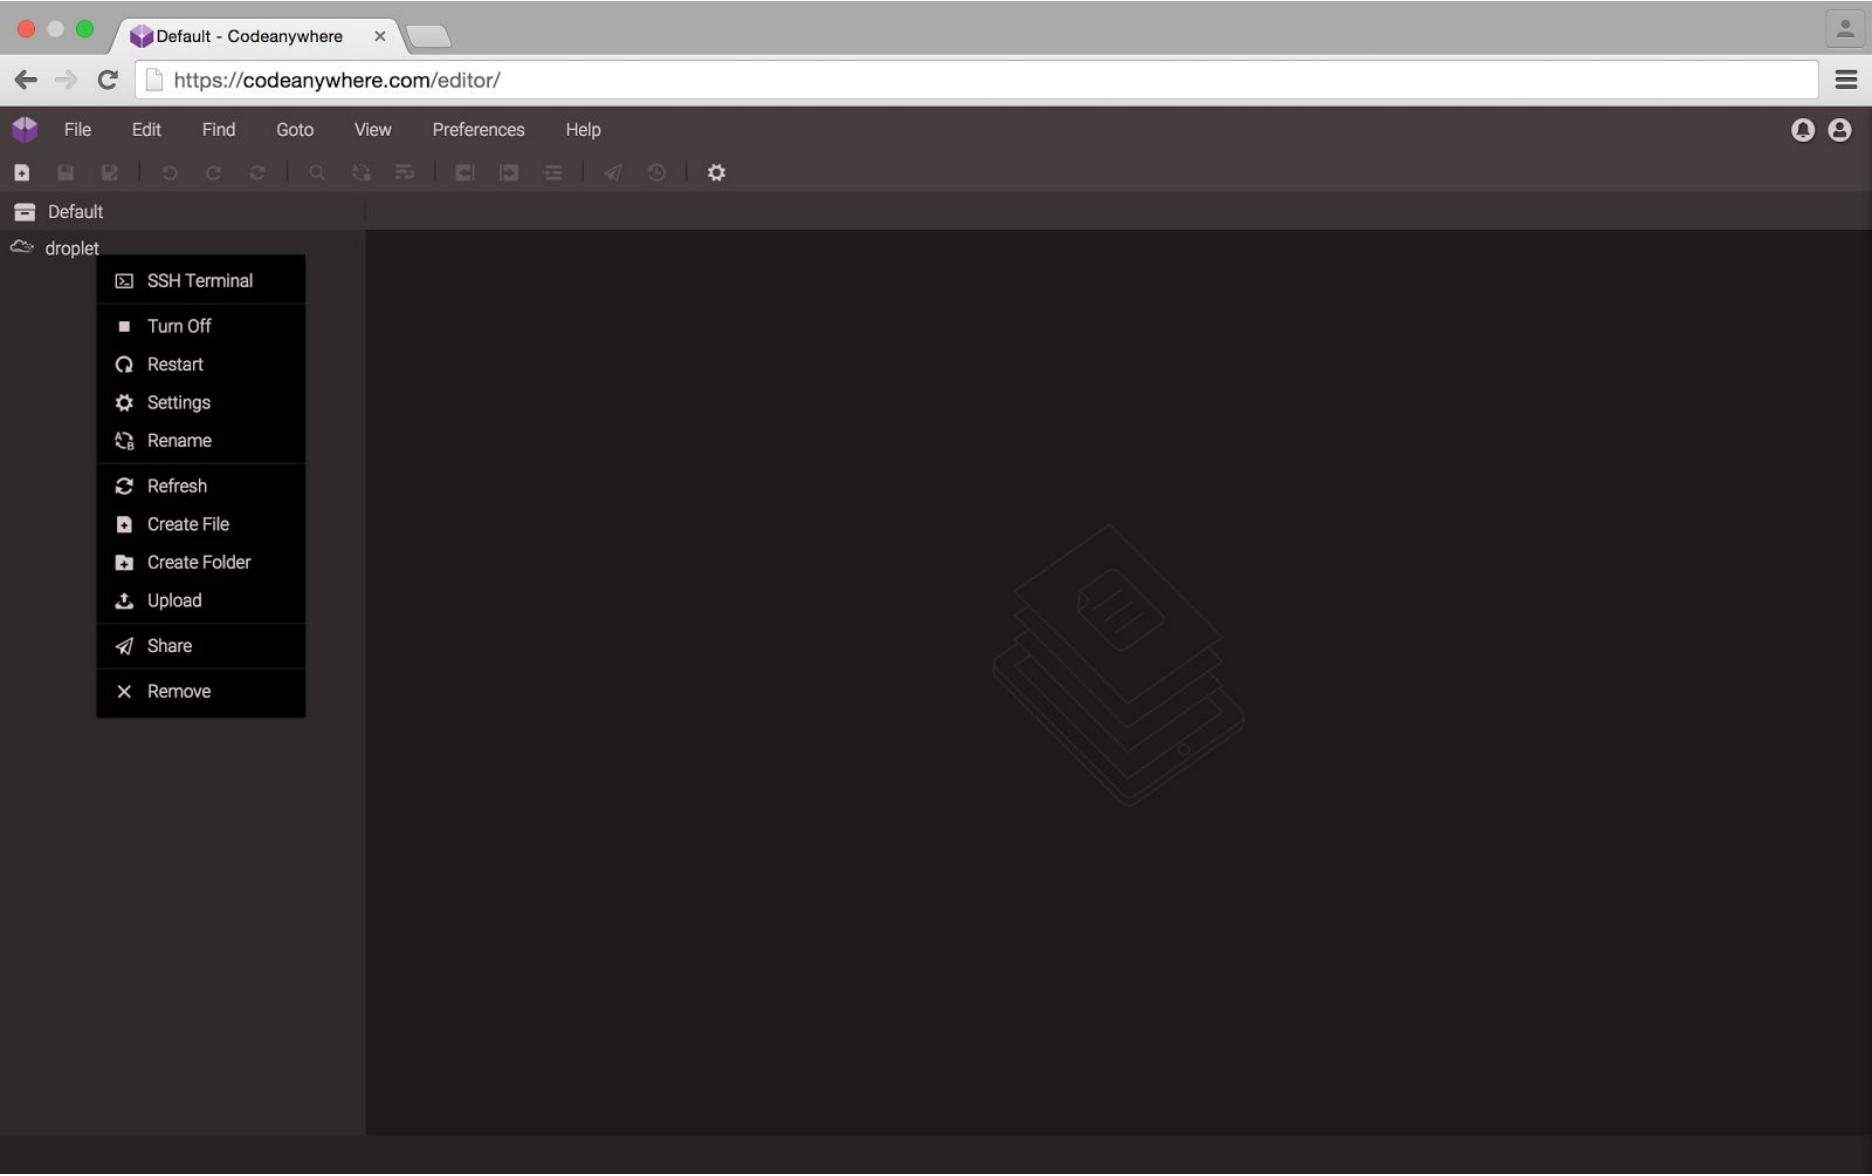 Default - Codeanywhere
https://codeanywhere.com/editor/
File Edit Find Goto View Preferences Help
Default
droplet
SSH Terminal
Turn Off
Restart
Settings
Rename
Refresh
Create File
Create Folder
Upload
Share
Remove